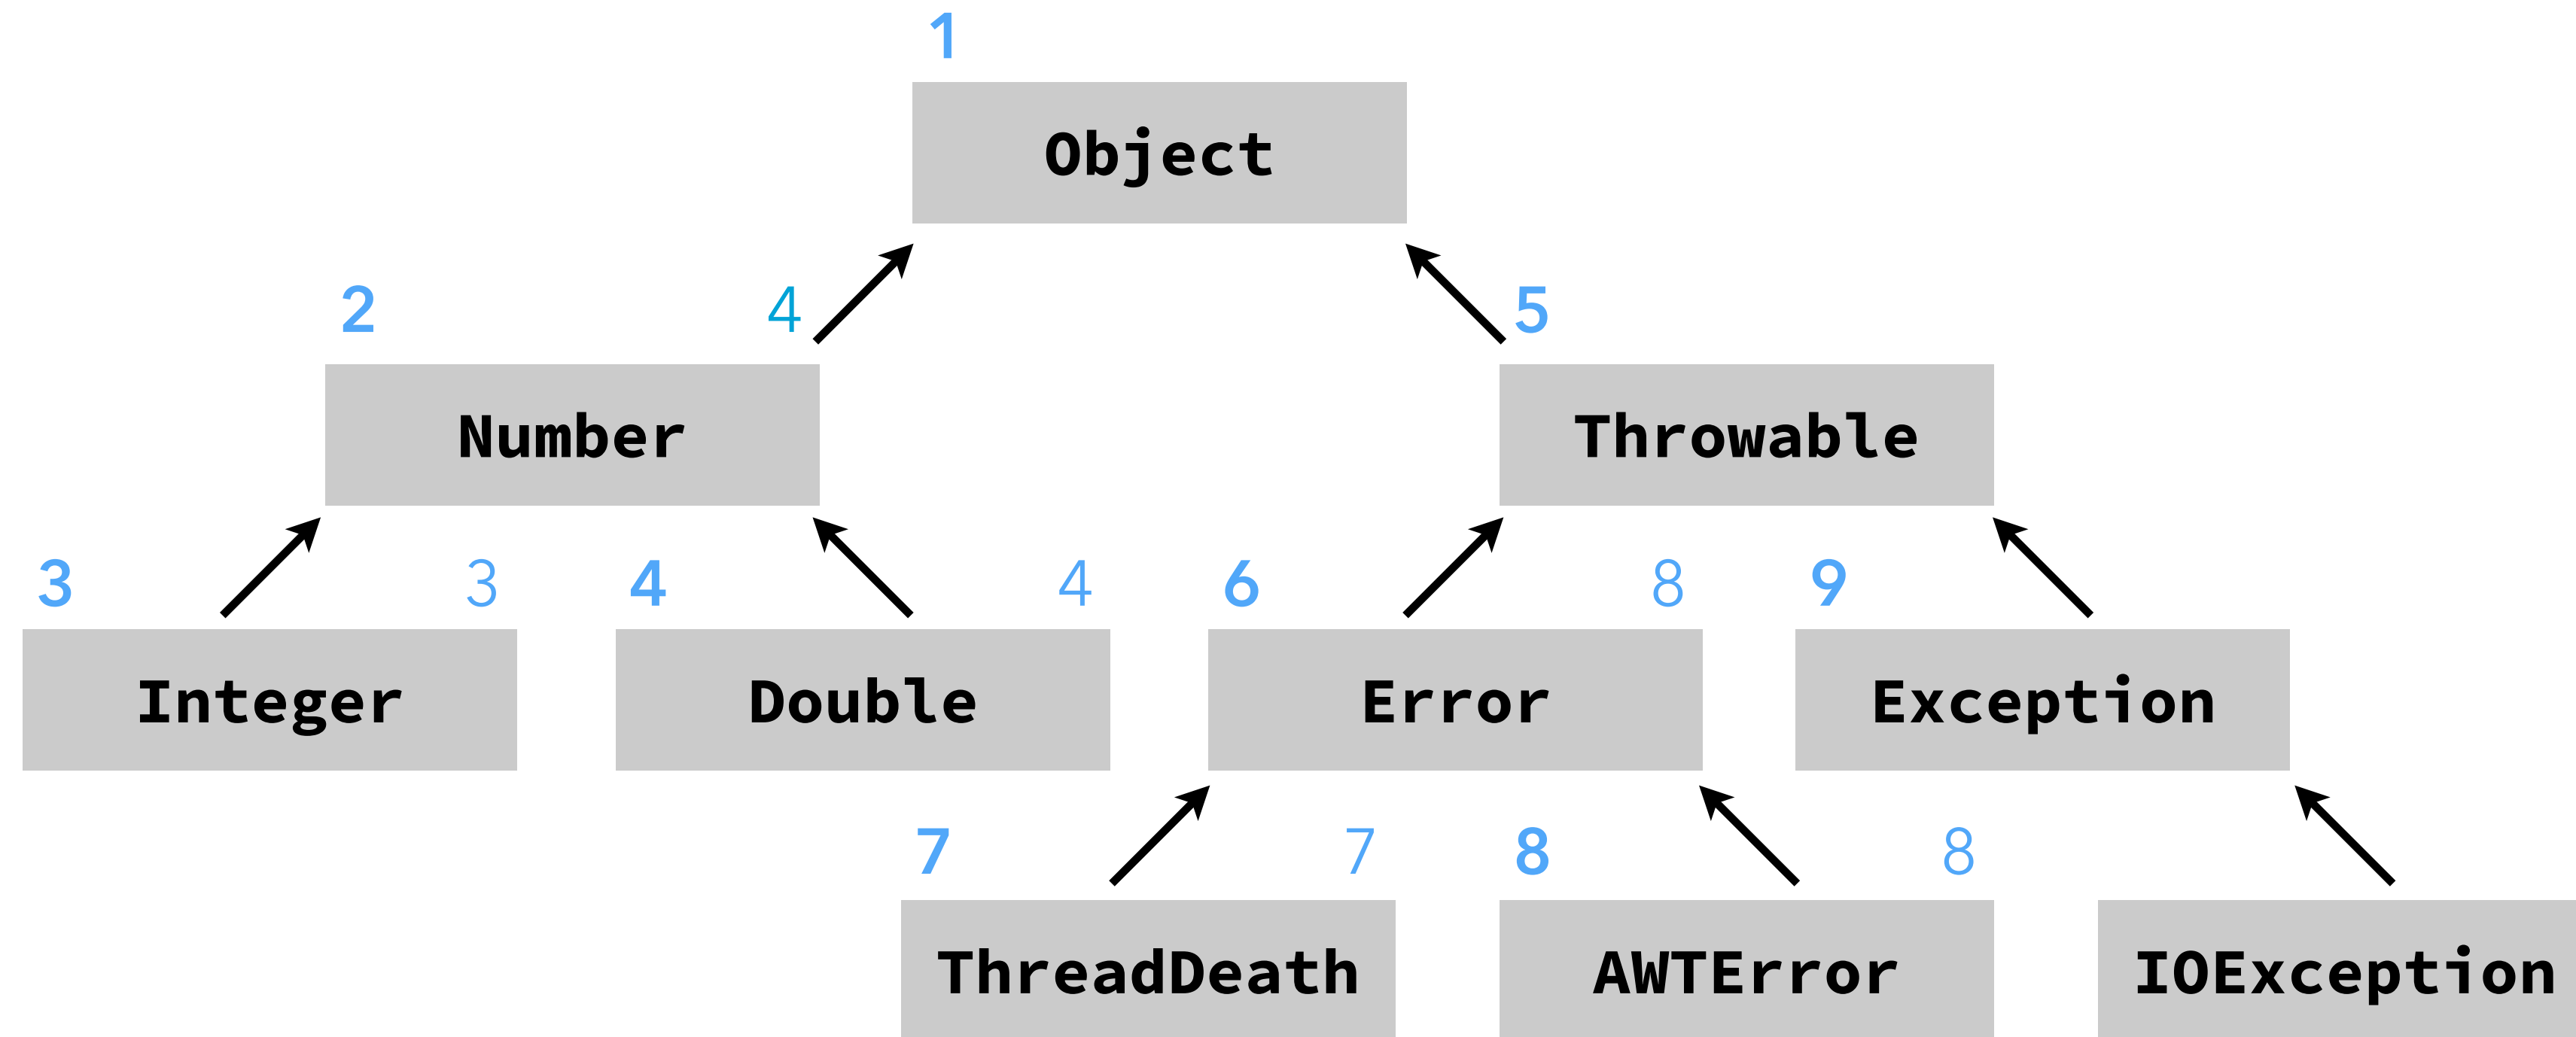 1
Object
2 4 5
Number Throwable
3 3 4 4 6 8 9
Integer Double Error Exception
7 7 8 8
ThreadDeath AWTError IOException